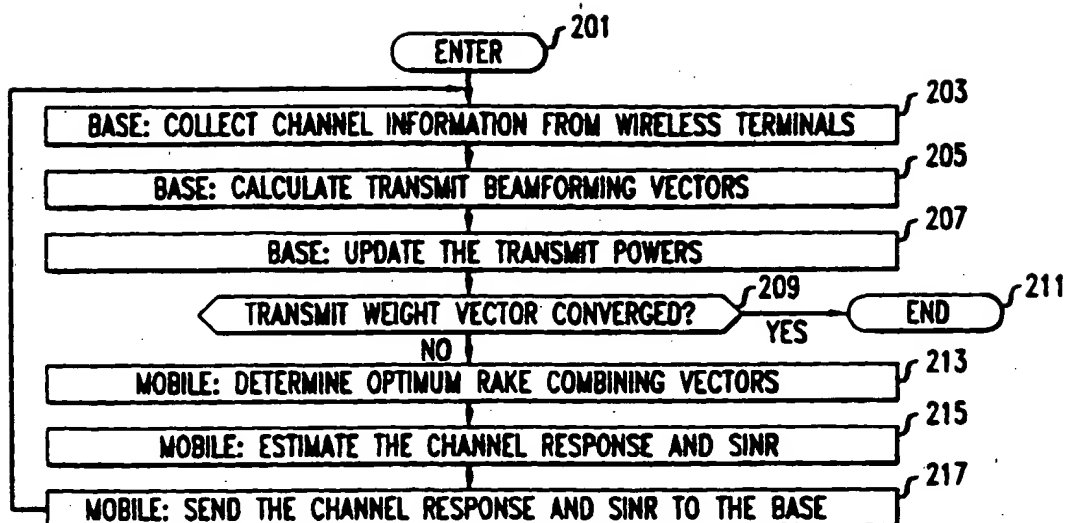 201
ENTER
203
BASE: COLLECT CHANNEL INFORMATION FROM WIRELESS TERMINALS
205
BASE: CALCULATE TRANSMIT BEAMFORMING VECTORS
207
BASE: UPDATE THE TRANSMIT POWERS
209
TRANSMIT WEIGHT VECTOR CONVERGED?
YES
211
END
NO
213
MOBILE: DETERMINE OPTIMUM RAKE COMBINING VECTORS
215
MOBILE: ESTIMATE THE CHANNEL RESPONSE AND SINR
217
MOBILE: SEND THE CHANNEL RESPONSE AND SINR TO THE BASE